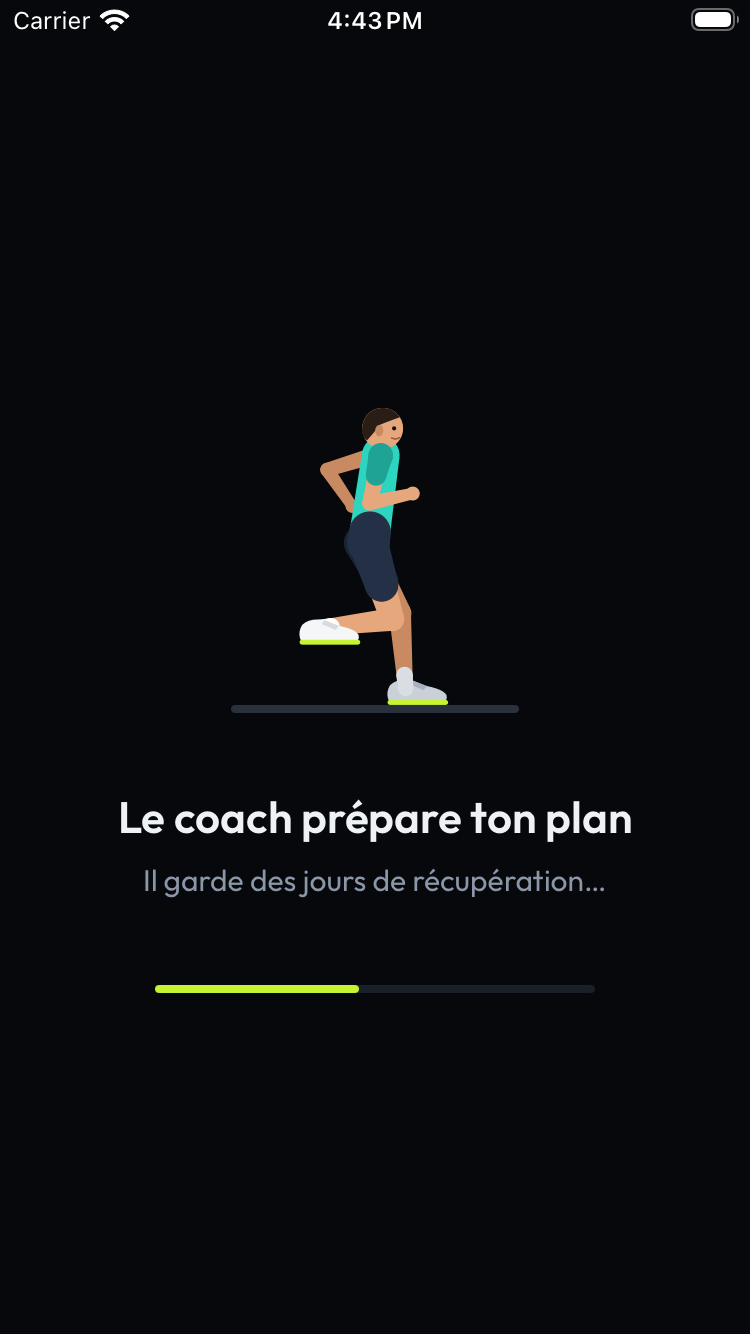 Carrier 4:43 PM
Le coach prépare ton plan
Il garde des jours de récupération...